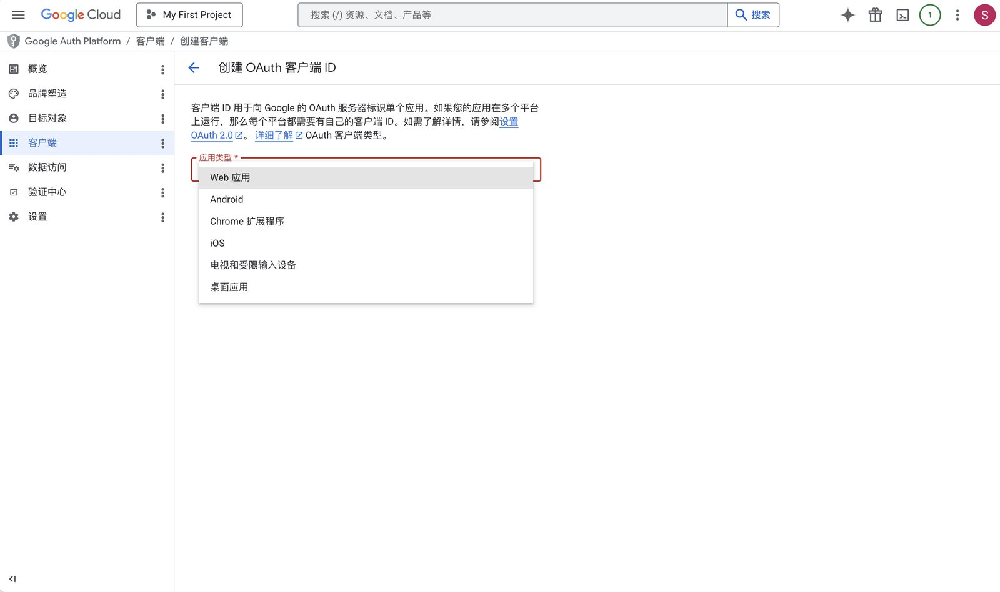 Google Cloud
My First Project
搜索 (/) 资源、文档、产品等
搜索
1
S
Google Auth Platform / 客户端 / 创建客户端
概览
品牌塑造
目标对象
客户端
数据访问
验证中心
设置
创建 OAuth 客户端 ID
客户端 ID 用于向 Google 的 OAuth 服务器标识单个应用。如果您的应用在多个平台
上运行，那么每个平台都需要有自己的客户端 ID。如需了解详情，请参阅设置
OAuth 2.0。 详细了解 OAuth 客户端类型。
应用类型 *
Web 应用
Android
Chrome 扩展程序
iOS
电视和受限输入设备
桌面应用